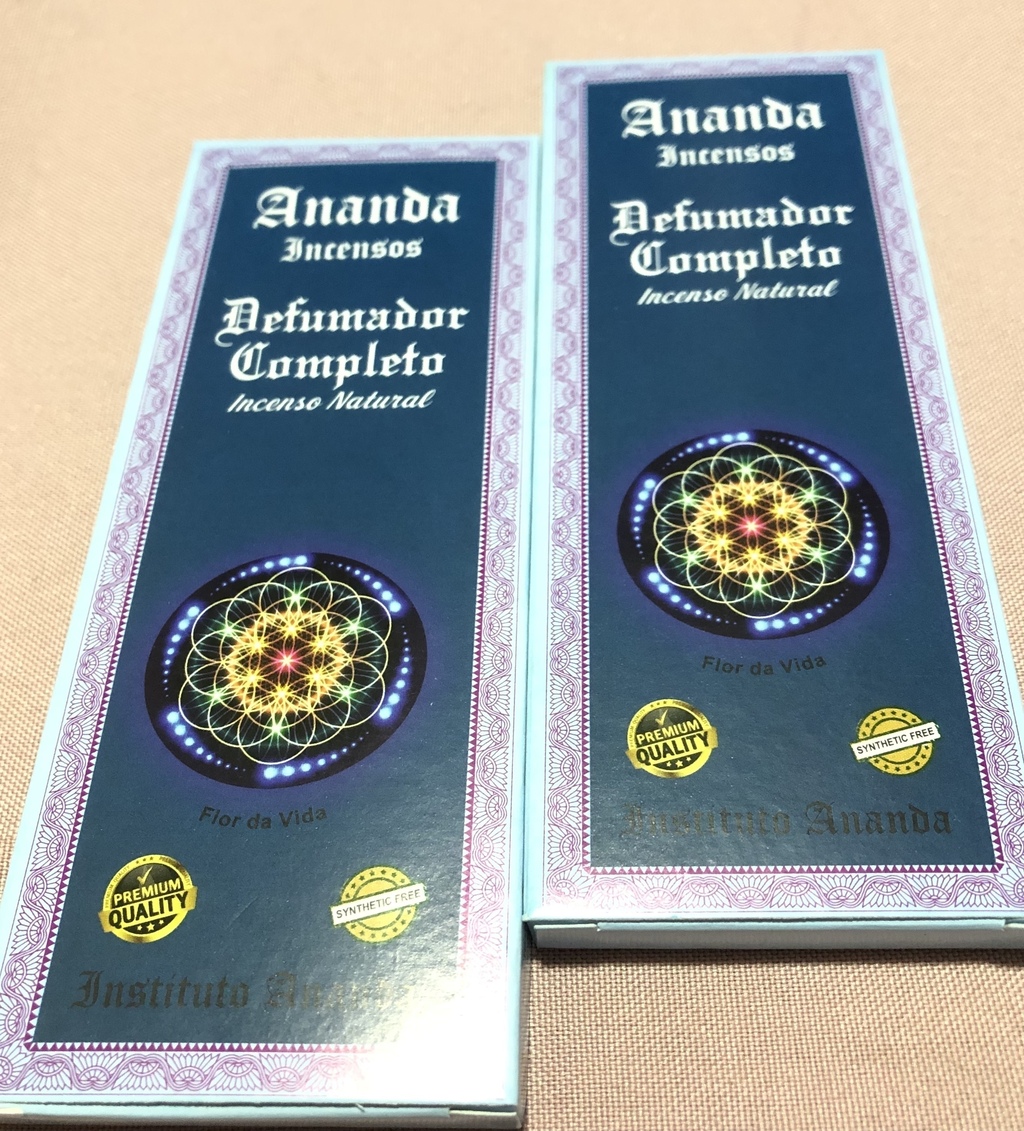 Ananda
Incensos
Defumador
Completo
Incenso Natural
Flor da Vida
PREMIUM
QUALITY
SYNTHETIC FREE
Instituto Ananda
Ananda
Incensos
Defumador
Completo
Incenso Natural
Flor da Vida
PREMIUM
QUALITY
SYNTHETIC FREE
Instituto Ananda